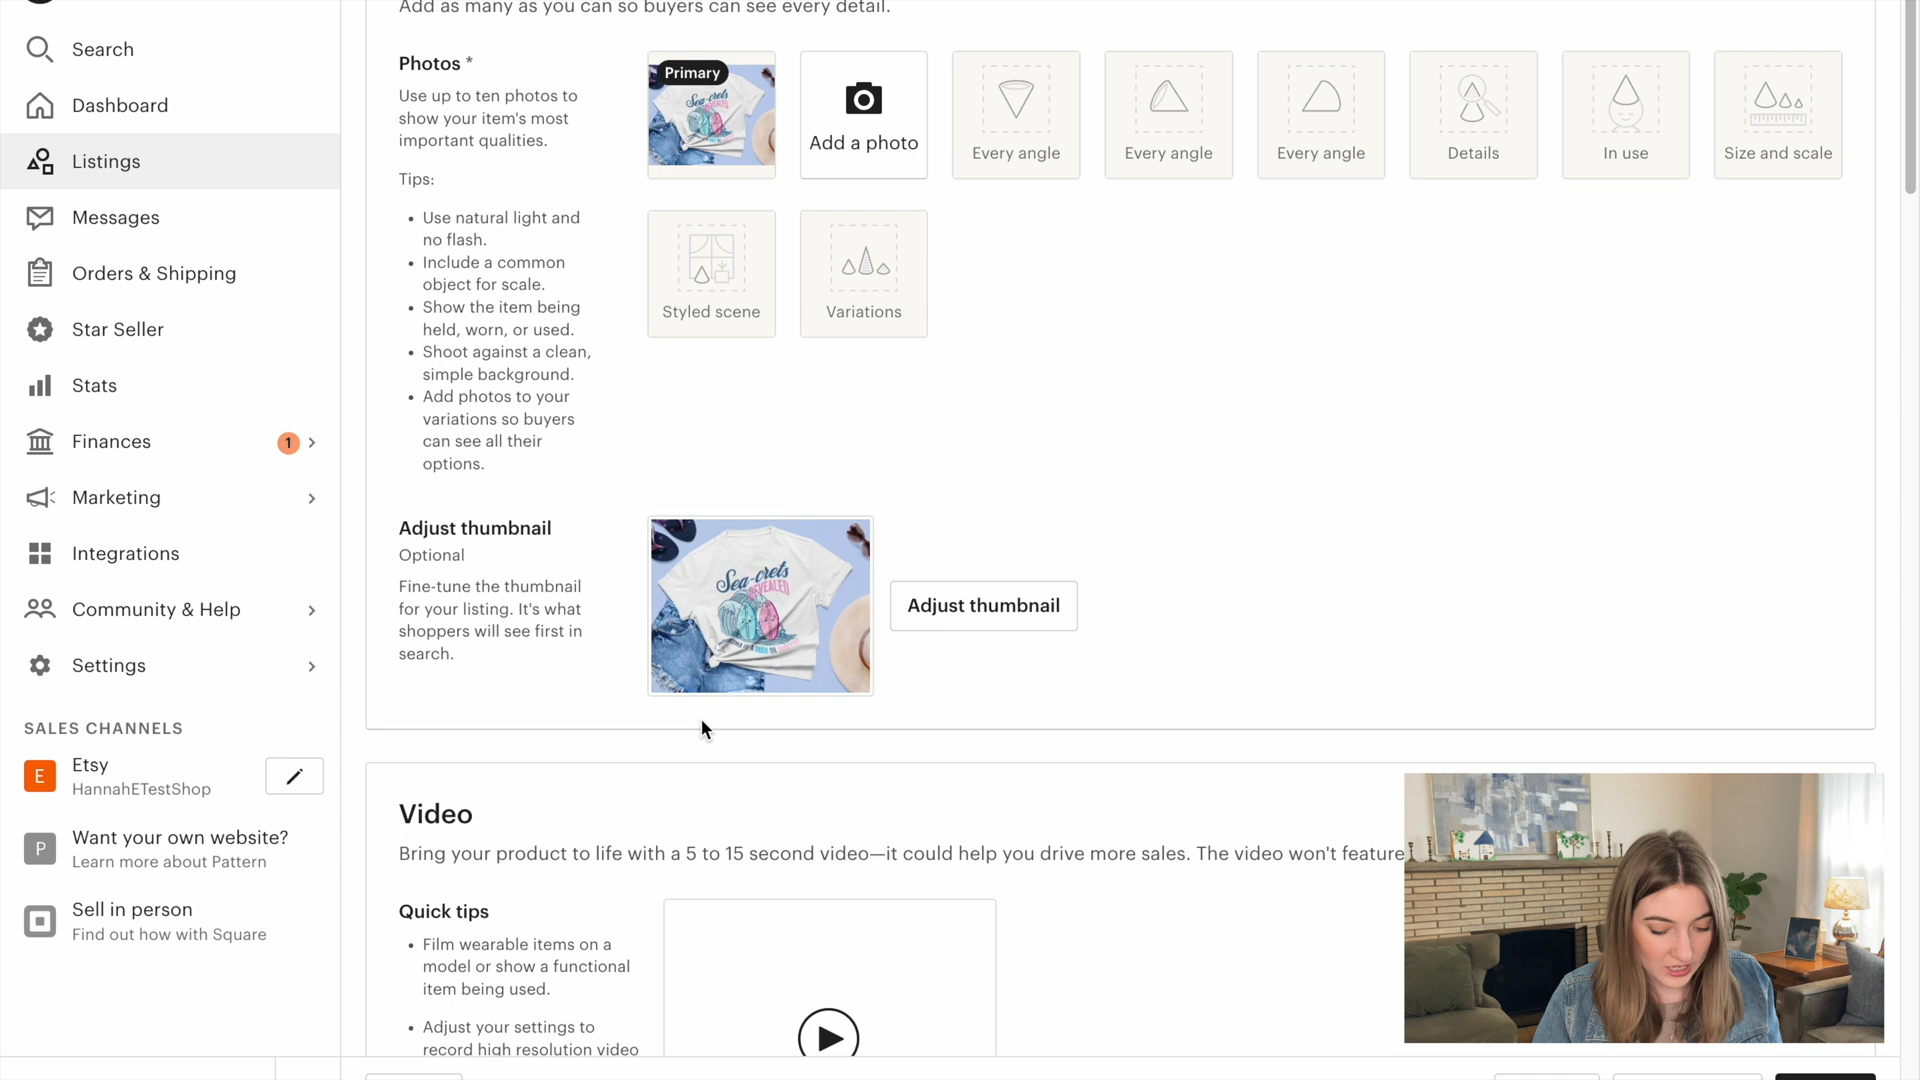 Add as many as you can so buyers can see every detail.
Search
Dashboard
Listings
Messages
Orders & Shipping
Star Seller
Stats
Finances
1
Marketing
Integrations
Community & Help
Settings
SALES CHANNELS
E
Etsy
HannahETestShop
P
Want your own website?
Learn more about Pattern
Sell in person
Find out how with Square
Photos *
Use up to ten photos to
show your item's most
important qualities.
Tips:
• Use natural light and
no flash.
• Include a common
object for scale.
• Show the item being
held, worn, or used.
• Shoot against a clean,
simple background.
• Add photos to your
variations so buyers
can see all their
options.
Primary
Sea-crets
REVEALED
Add a photo
Every angle
Every angle
Every angle
Details
In use
Size and scale
Styled scene
Variations
Adjust thumbnail
Optional
Fine-tune the thumbnail
for your listing. It's what
shoppers will see first in
search.
Sea-crets
REVEALED
Adjust thumbnail
Video
Bring your product to life with a 5 to 15 second video—it could help you drive more sales. The video won't feature
Quick tips
• Film wearable items on a
model or show a functional
item being used.
• Adjust your settings to
record high resolution video